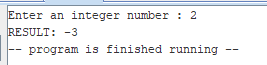 Enter an integer number : 2
RESULT: -3
-- program is finished running --